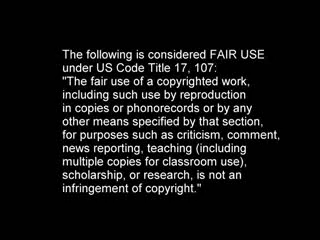 The following is considered FAIR USE
under US Code Title 17, 107:
"The fair use of a copyrighted work,
including such use by reproduction
in copies or phonorecords or by any
other means specified by that section,
for purposes such as criticism, comment,
news reporting, teaching (including
multiple copies for classroom use),
scholarship, or research, is not an
infringement of copyright."